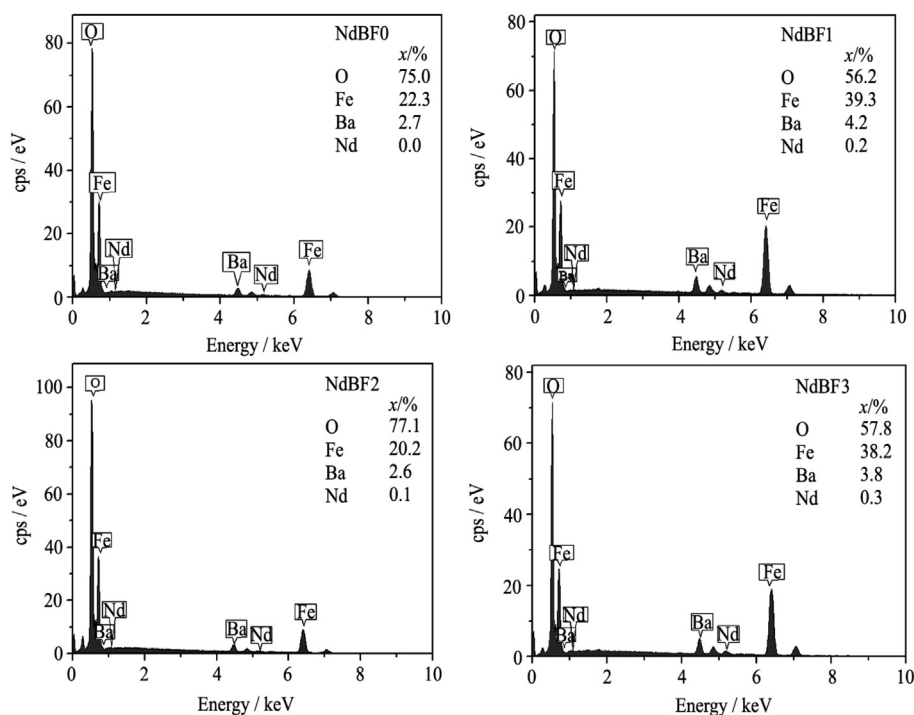 NdBF0
x/%
O 75.0
Fe 22.3
Ba 2.7
Nd 0.0
O
Fe
Nd
Ba
Ba
Nd
Fe
80
60
40
20
0
cps / eV
0 2 4 6 8 10
Energy / keV
NdBF1
x/%
O 56.2
Fe 39.3
Ba 4.2
Nd 0.2
O
Fe
Nd
Ba
Ba
Nd
Fe
80
60
40
20
0
cps / eV
0 2 4 6 8 10
Energy / keV
NdBF2
x/%
O 77.1
Fe 20.2
Ba 2.6
Nd 0.1
O
Fe
Nd
Ba
Ba
Nd
Fe
100
80
60
40
20
0
cps / eV
0 2 4 6 8 10
Energy / keV
NdBF3
x/%
O 57.8
Fe 38.2
Ba 3.8
Nd 0.3
O
Fe
Nd
Ba
Ba
Nd
Fe
80
60
40
20
0
cps / eV
0 2 4 6 8 10
Energy / keV